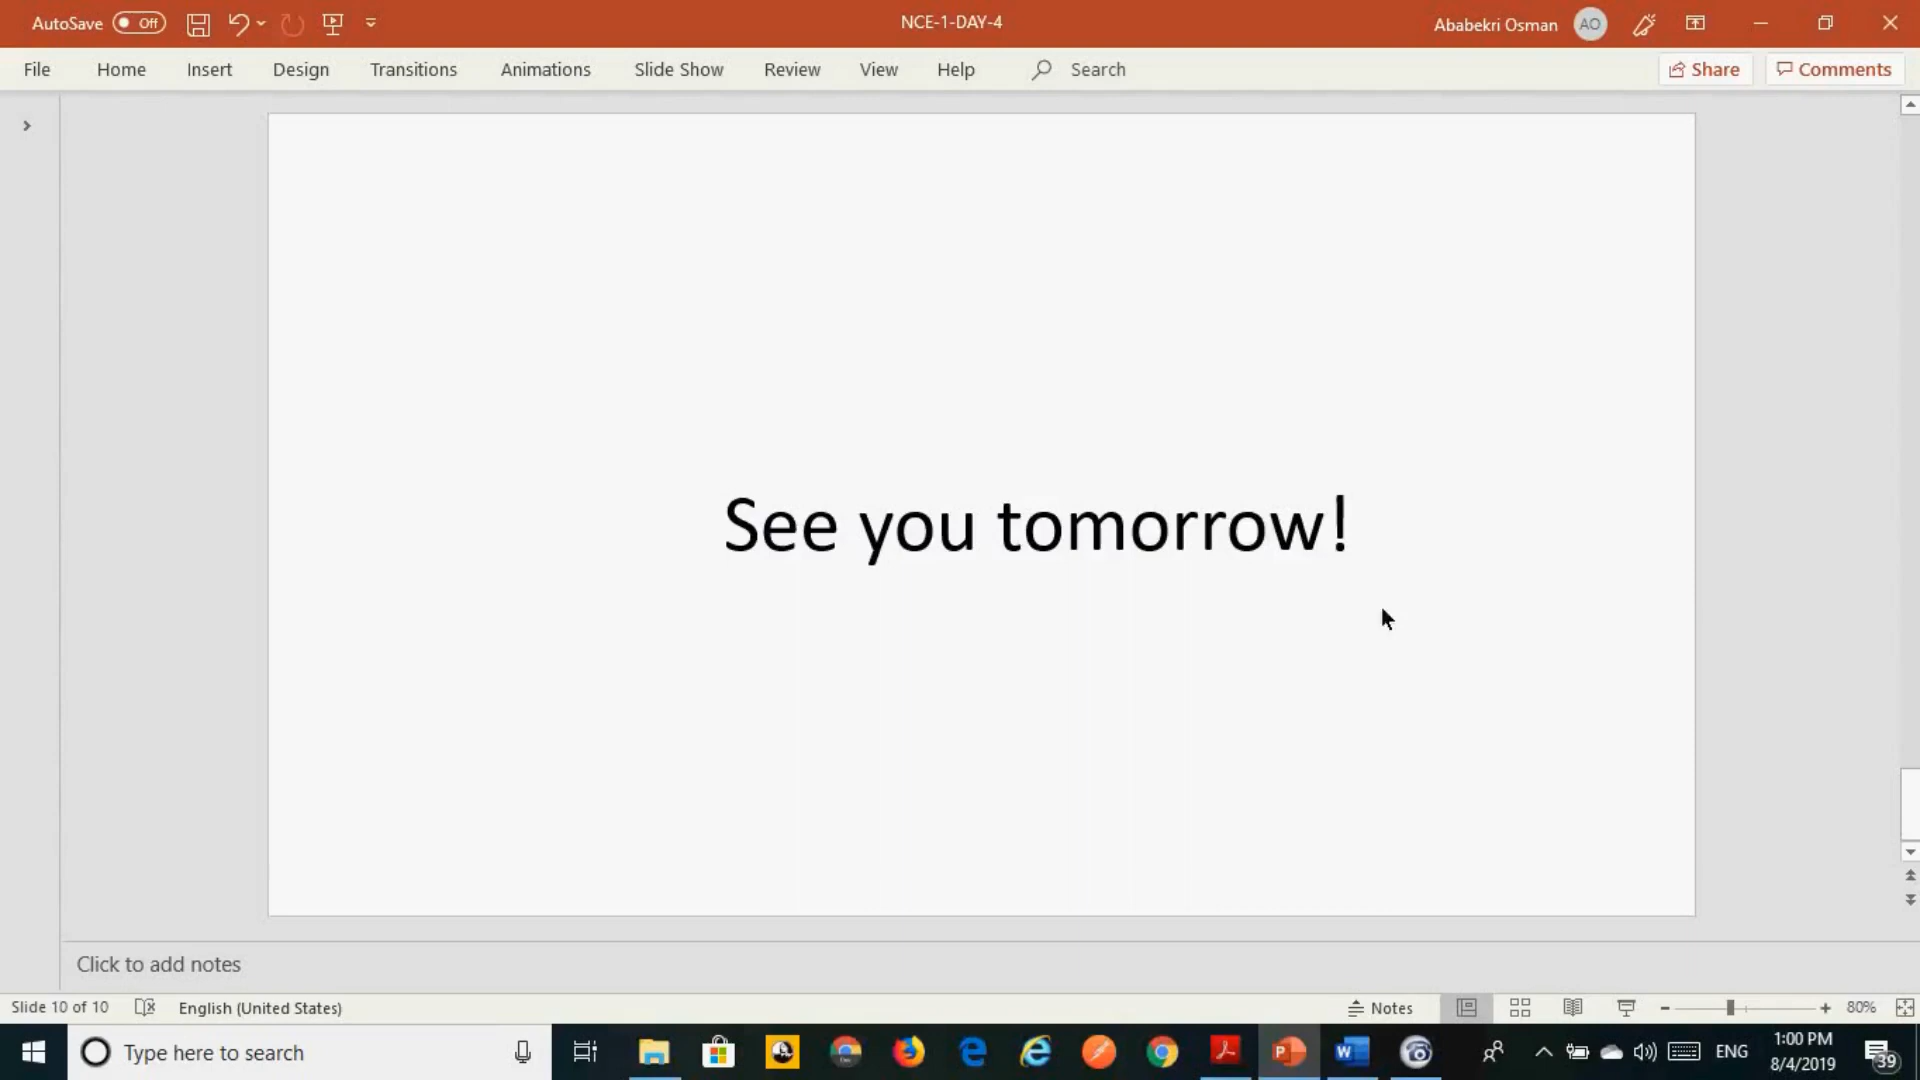 AutoSave Off
NCE-1-DAY-4
Ababekri Osman AO
File Home Insert Design Transitions Animations Slide Show Review View Help Search Share Comments
See you tomorrow!
Click to add notes
Slide 10 of 10 English (United States) Notes 80%
Type here to search ENG 1:00 PM
8/4/2019 39